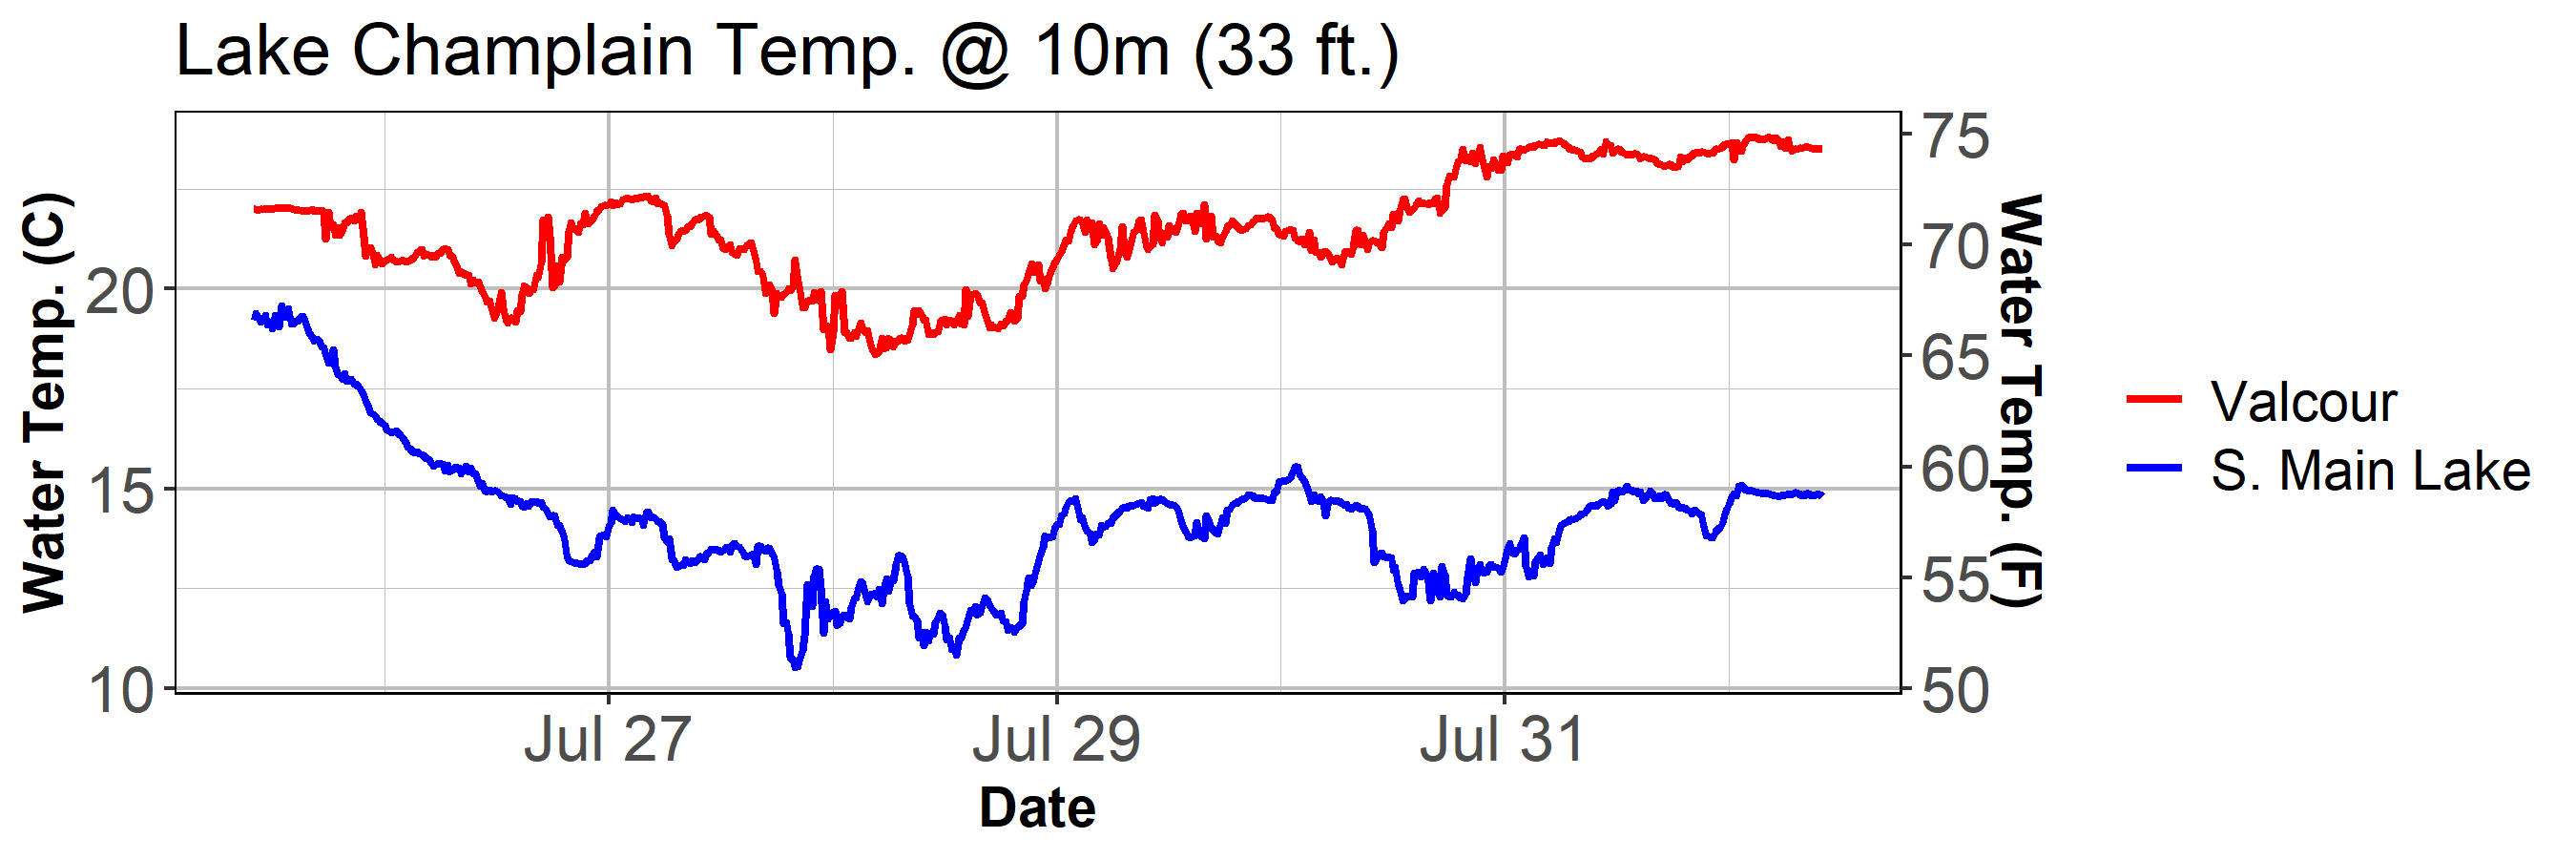 Lake Champlain Temp. @ 10m (33 ft.)
Water Temp. (C)
20
15
10
75
70
65
60
55
50
Water Temp. (F)
Jul 27
Jul 29
Jul 31
Date
Valcour
S. Main Lake